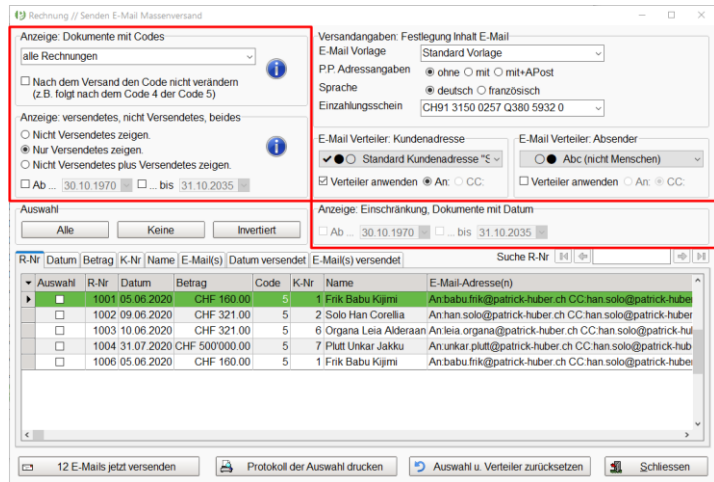 Rechnung // Senden E-Mail Massenversand
Anzeige: Dokumente mit Codes
alle Rechnungen
Nach dem Versand den Code nicht verändern
(z.B. folgt nach dem Code 4 der Code 5)
Anzeige: versendetes, nicht Versendetes, beides
Nicht Versendetes zeigen.
Nur Versendetes zeigen.
Nicht Versendetes plus Versendetes zeigen.
Ab ... 30.10.1970 ... bis 31.10.2035
Versandangaben: Festlegung Inhalt E-Mail
E-Mail Vorlage Standard Vorlage
P.P. Adressangaben ohne mit mit+APost
Sprache deutsch französisch
Einzahlungsschein CH91 3150 0257 Q380 5932 0
E-Mail Verteiler: Kundenadresse
Standard Kundenadresse "S
Verteiler anwenden An: CC:
E-Mail Verteiler: Absender
Abc (nicht Menschen)
Verteiler anwenden An: CC:
Auswahl
Alle Keine Invertiert
Anzeige: Einschränkung, Dokumente mit Datum
Ab ... 30.10.1970 ... bis 31.10.2035
R-Nr Datum Betrag K-Nr Name E-Mail(s) Datum versendet E-Mail(s) versendet
Suche R-Nr
Auswahl R-Nr Datum Betrag Code K-Nr Name E-Mail-Adresse(n)
1001 05.06.2020 CHF 160.00 5 1 Frik Babu Kijimi An:babu.frik@patrick-huber.ch CC:han.solo@patrick-huber
1002 09.06.2020 CHF 321.00 5 2 Solo Han Corellia An:han.solo@patrick-huber.ch CC:han.solo@patrick-huber
1003 10.06.2020 CHF 321.00 5 6 Organa Leia Alderaan An:leia.organa@patrick-huber.ch CC:han.solo@patrick-hul
1004 31.07.2020 CHF 500'000.00 5 7 Plutt Unkar Jakku An:unkar.plutt@patrick-huber.ch CC:han.solo@patrick-hub
1006 05.06.2020 CHF 160.00 5 1 Frik Babu Kijimi An:babu.frik@patrick-huber.ch CC:han.solo@patrick-huber
12 E-Mails jetzt versenden
Protokoll der Auswahl drucken
Auswahl u. Verteiler zurücksetzen
Schliessen